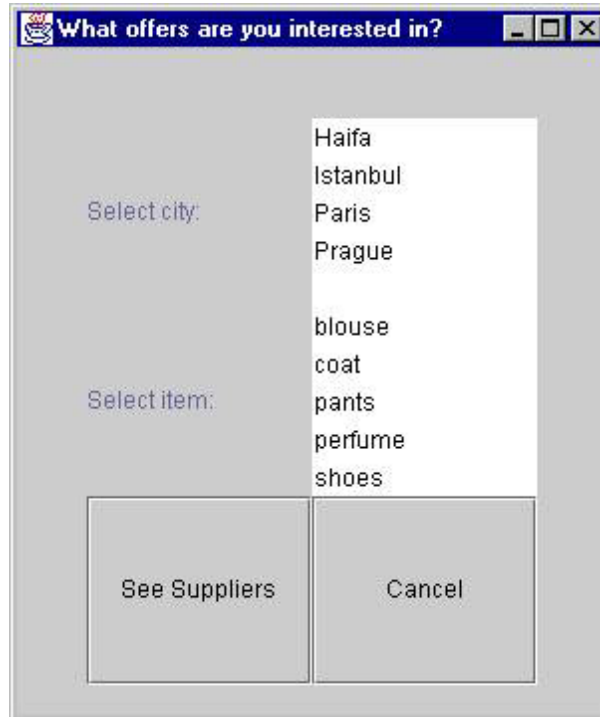 What offers are you interested in?
Haifa
Istanbul
Select city:
Paris
Prague
blouse
coat
Select item:
pants
perfume
shoes
See Suppliers
Cancel